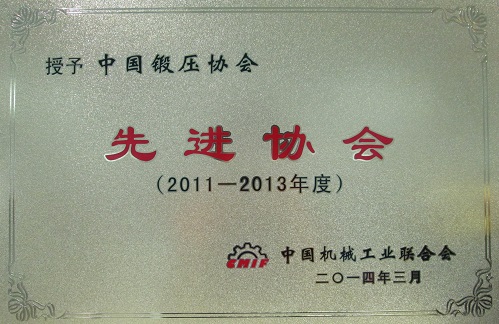 授予 中国锻压协会
先进协会
(2011—2013年度)
CMIF 中国机械工业联合会
二〇一四年三月